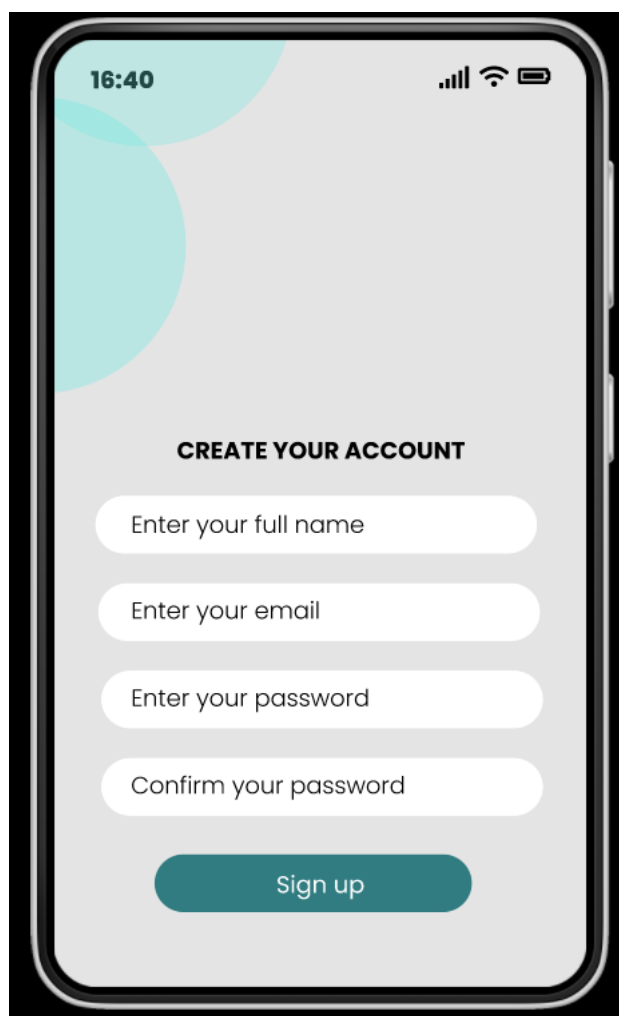 16:40
CREATE YOUR ACCOUNT
Enter your full name
Enter your email
Enter your password
Confirm your password
Sign up